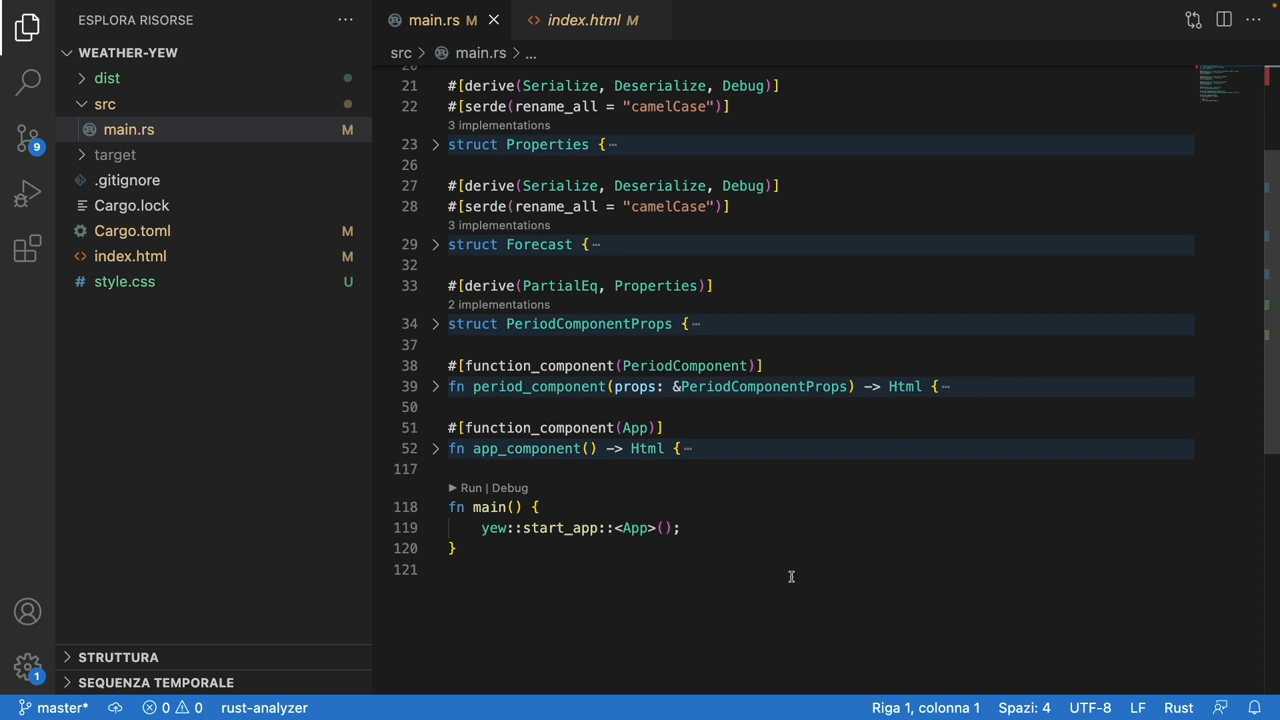 ESPLORA RISORSE
WEATHER-YEW
dist
src
main.rs M
target
.gitignore
Cargo.lock
Cargo.toml M
index.html M
style.css U
STRUTTURA
SEQUENZA TEMPORALE
9
1
main.rs M
index.html M
src > main.rs > ...
20
21 #[derive(Serialize, Deserialize, Debug)]
22 #[serde(rename_all = "camelCase")]
3 implementations
23 struct Properties {⋯
26
27 #[derive(Serialize, Deserialize, Debug)]
28 #[serde(rename_all = "camelCase")]
3 implementations
29 struct Forecast {⋯
32
33 #[derive(PartialEq, Properties)]
2 implementations
34 struct PeriodComponentProps {⋯
37
38 #[function_component(PeriodComponent)]
39 fn period_component(props: &PeriodComponentProps) -> Html {⋯
50
51 #[function_component(App)]
52 fn app_component() -> Html {⋯
117
Run | Debug
118 fn main() {
119 yew::start_app::<App>();
120 }
121
master* 0 0 rust-analyzer Riga 1, colonna 1 Spazi: 4 UTF-8 LF Rust